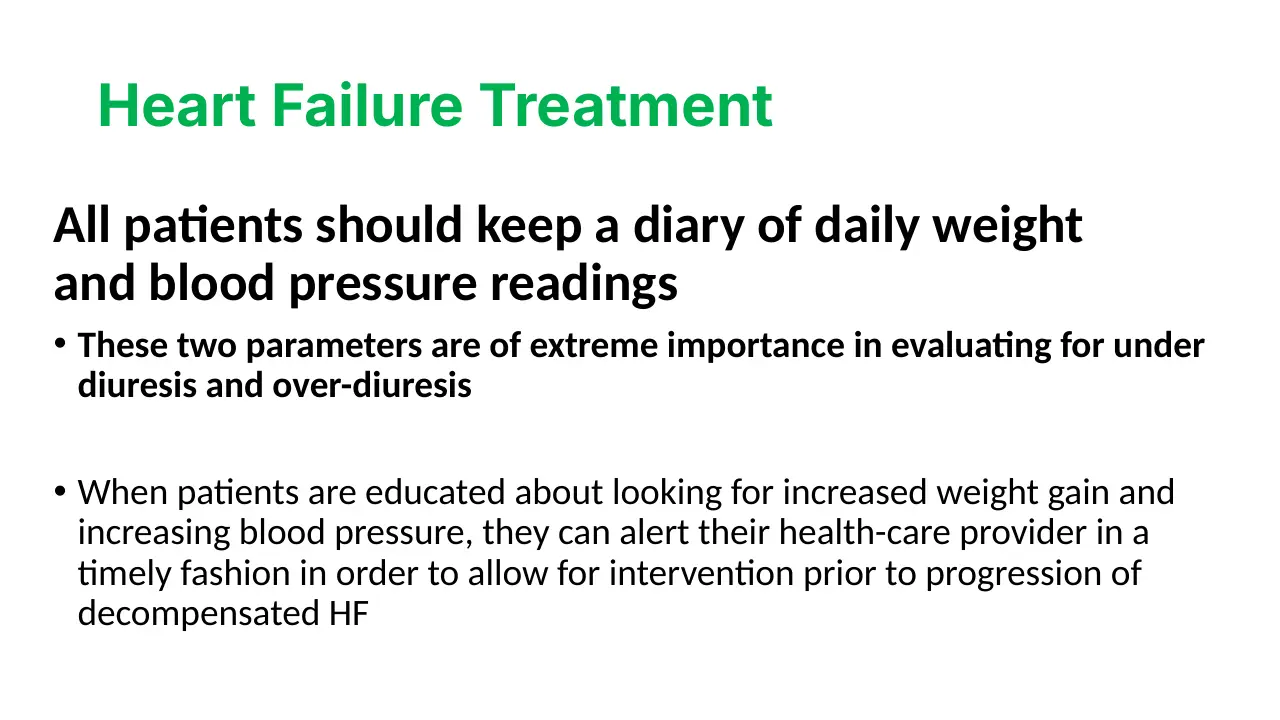 Heart Failure Treatment
All patients should keep a diary of daily weight
and blood pressure readings
• These two parameters are of extreme importance in evaluating for under
diuresis and over-diuresis
• When patients are educated about looking for increased weight gain and
increasing blood pressure, they can alert their health-care provider in a
timely fashion in order to allow for intervention prior to progression of
decompensated HF